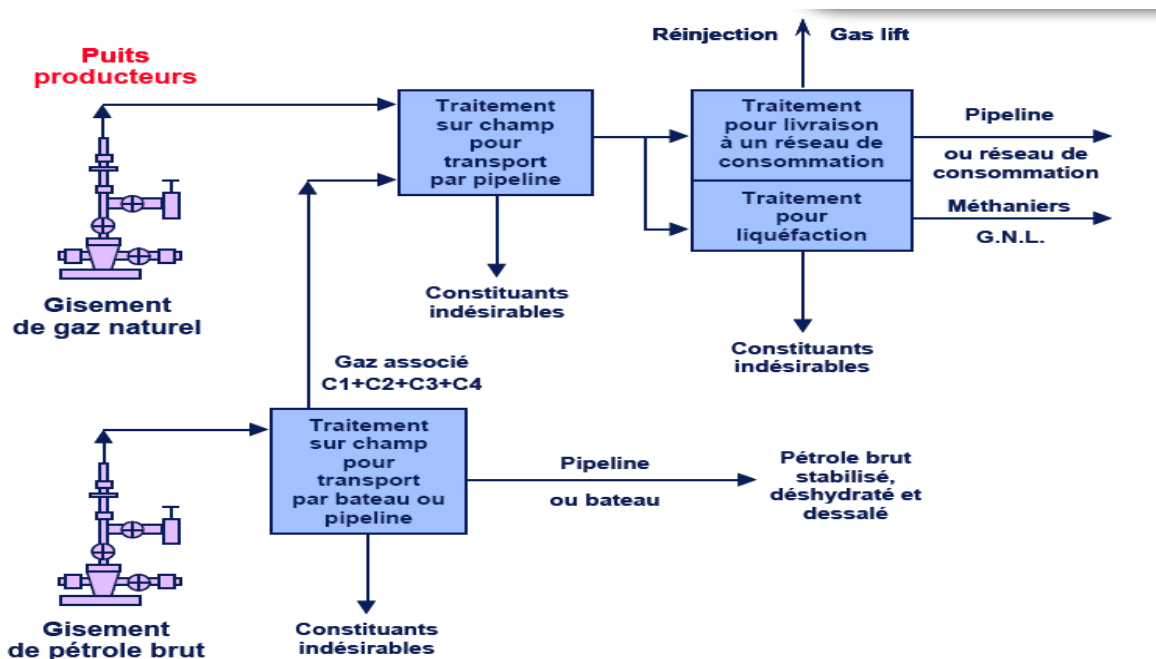 Réinjection Gas lift
Puits
producteurs
Traitement
sur champ
pour
transport
par pipeline
Traitement
pour livraison
à un réseau de
consommation
Pipeline
ou réseau de
consommation
Traitement
pour
liquéfaction
Méthaniers
G.N.L.
Gisement
de gaz naturel
Constituants
indésirables
Constituants
indésirables
Gaz associé
C1+C2+C3+C4
Traitement
sur champ
pour
transport
par bateau ou
pipeline
Pipeline
ou bateau
Pétrole brut
stabilisé,
déshydraté et
dessalé
Gisement
de pétrole brut
Constituants
indésirables